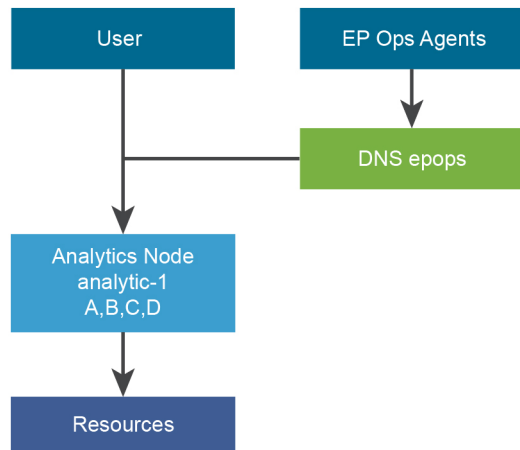 User
EP Ops Agents
DNS epops
Analytics Node
analytic-1
A,B,C,D
Resources